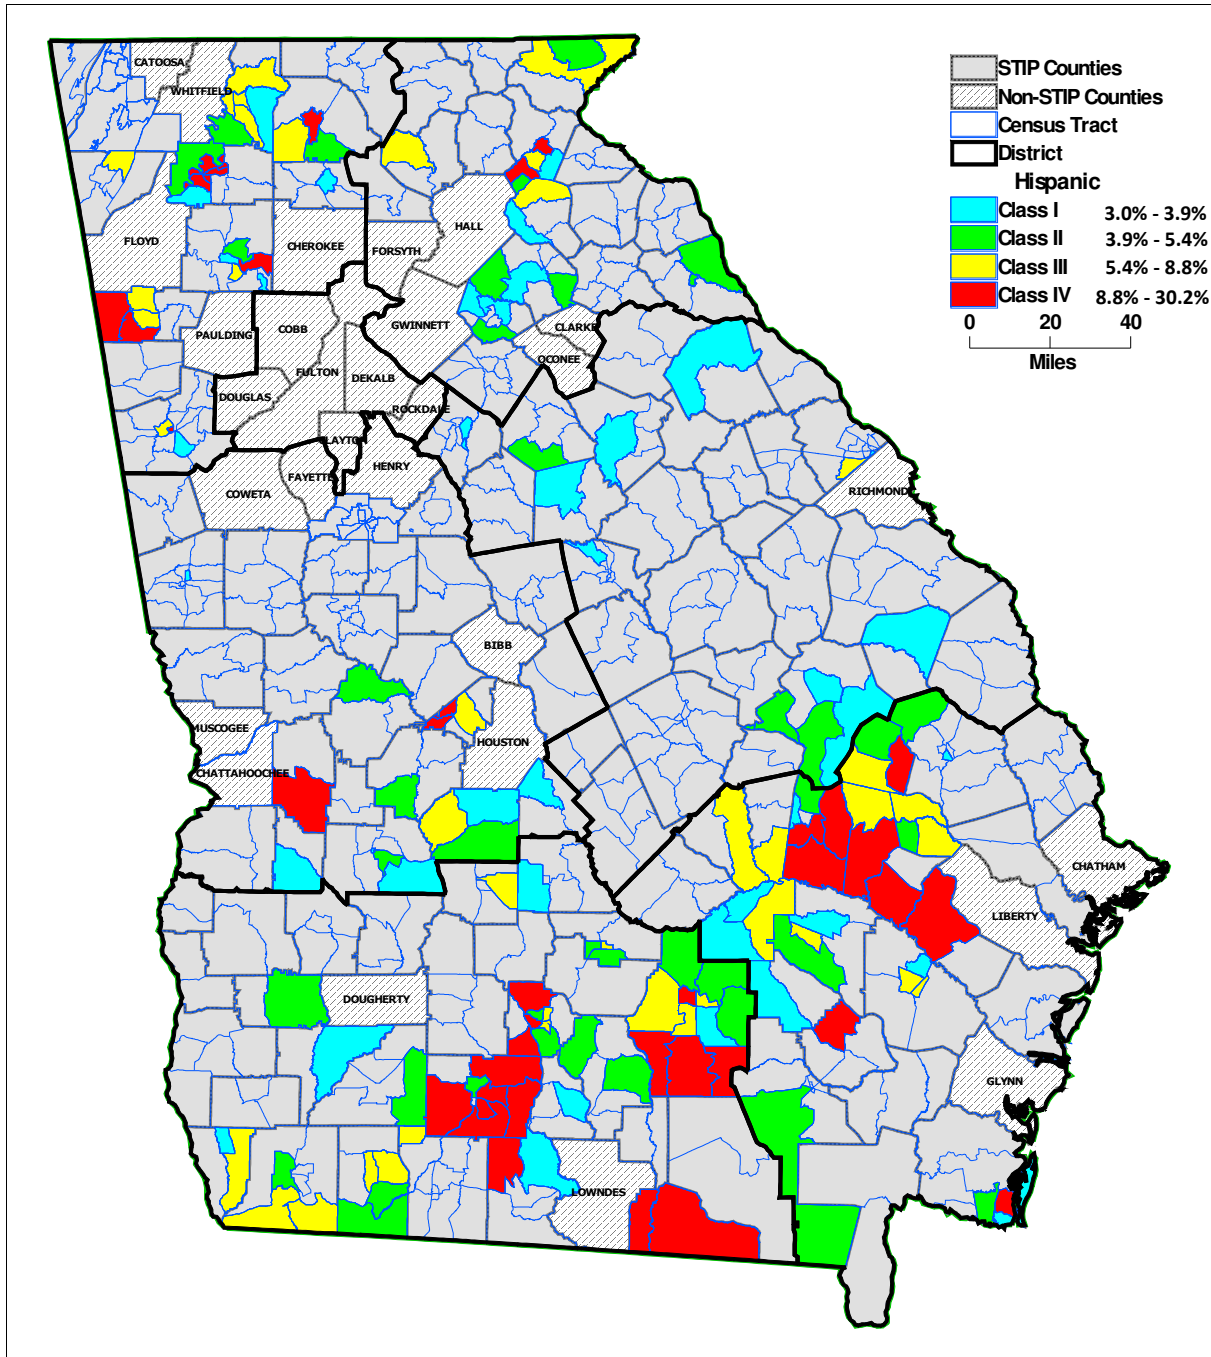 CATOOSA
WHITFIELD
STIP Counties
Non-STIP Counties
Census Tract
District
Hispanic
Class I 3.0% - 3.9%
Class II 3.9% - 5.4%
Class III 5.4% - 8.8%
Class IV 8.8% - 30.2%
0 20 40
Miles
HALL
FLOYD
CHEROKEE
FORSYTH
PAULDING
COBB
GWINNETT
CLARKE
OCONEE
FULTON
DEKALB
DOUGLAS
ROCKDALE
CLAYTON
HENRY
FAYETTE
COWETA
RICHMOND
BIBB
MUSCOGEE
HOUSTON
CHATTAHOOCHEE
CHATHAM
LIBERTY
DOUGHERTY
GLYNN
LOWNDES